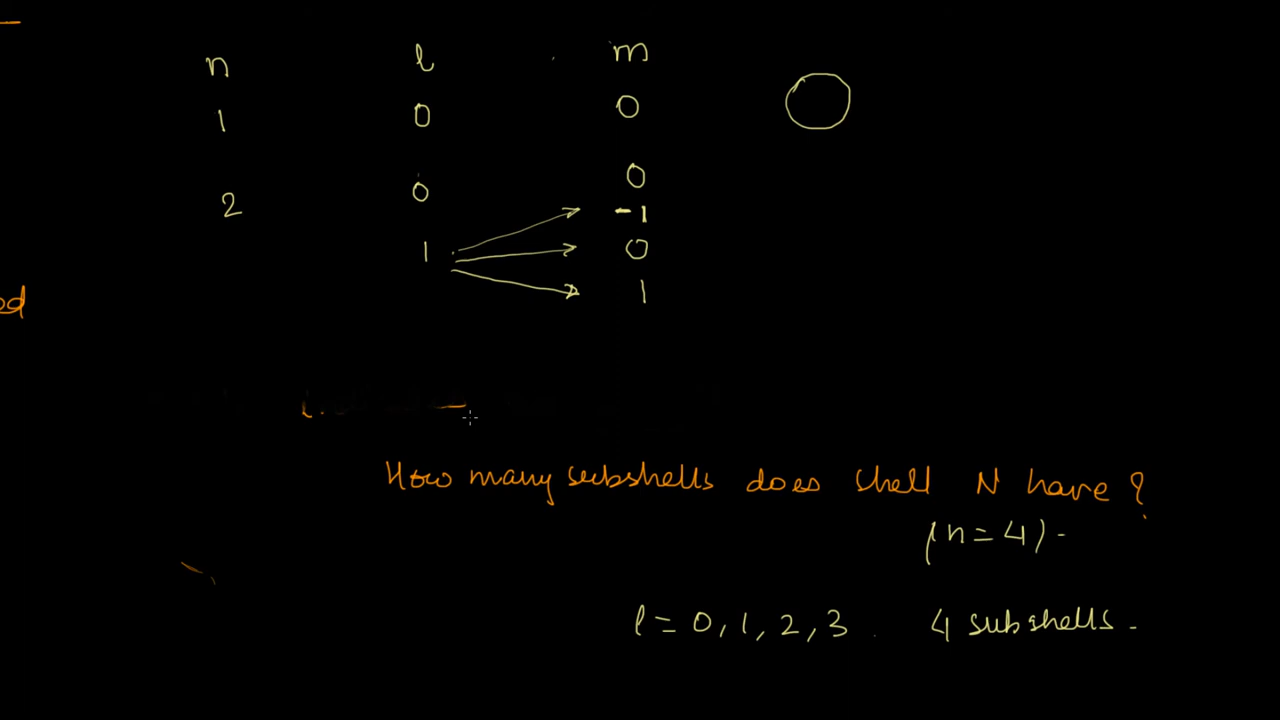 n l m
1 0 0
2 0 0
-1
1 0
1
od
How many subshells does shell N have?
(n=4)-
l= 0, 1, 2, 3. 4 subshells.